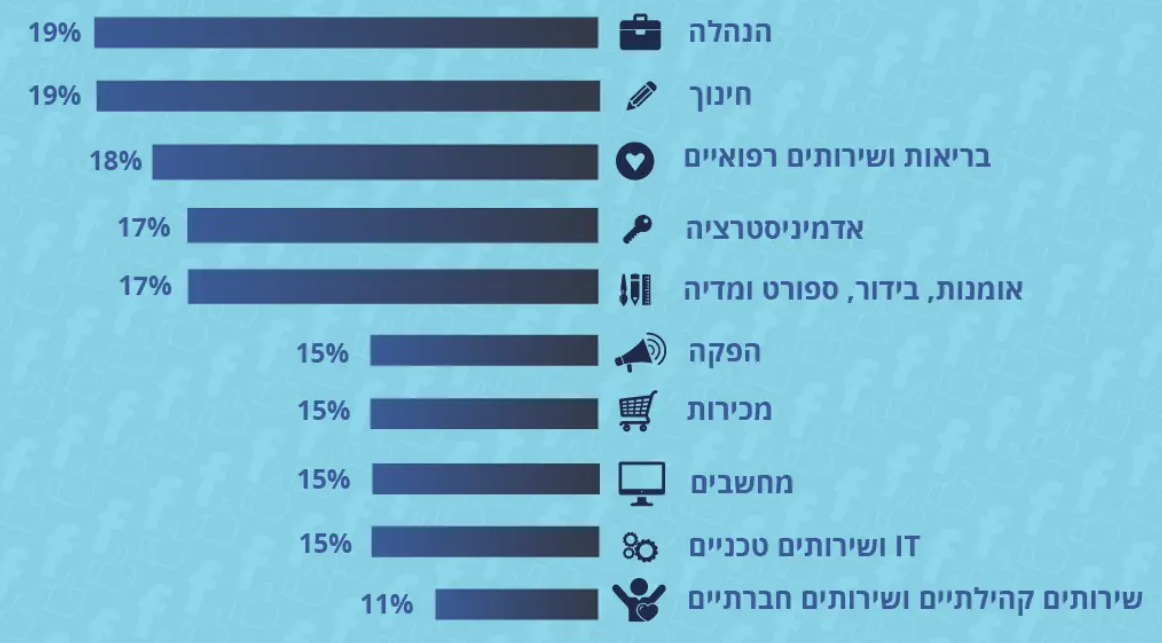 הנהלה 19%
חינוך 19%
בריאות ושירותים רפואיים 18%
אדמיניסטרציה 17%
אומנות, בידור, ספורט ומדיה 17%
הפקה 15%
מכירות 15%
מחשבים 15%
IT ושירותים טכניים 15%
שירותים קהילתיים ושירותים חברתיים 11%